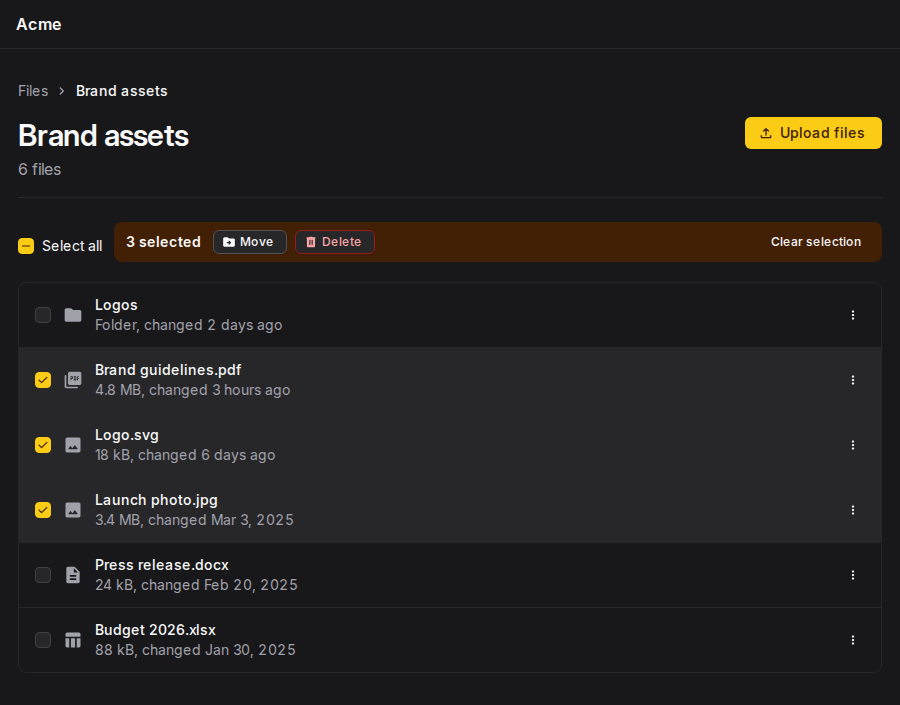 Acme
Files Brand assets
Brand assets
Upload files
6 files
Select all
3 selected Move Delete Clear selection
Logos
Folder, changed 2 days ago
Brand guidelines.pdf
4.8 MB, changed 3 hours ago
Logo.svg
18 kB, changed 6 days ago
Launch photo.jpg
3.4 MB, changed Mar 3, 2025
Press release.docx
24 kB, changed Feb 20, 2025
Budget 2026.xlsx
88 kB, changed Jan 30, 2025